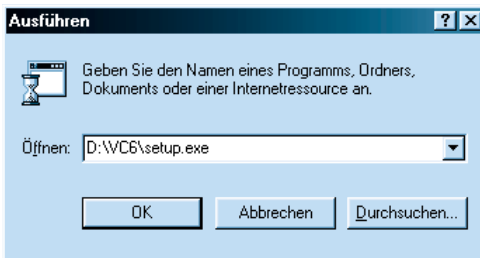 Ausführen
Geben Sie den Namen eines Programms, Ordners,
Dokuments oder einer Internetressource an.
Öffnen: D:\VC6\setup.exe
OK Abbrechen Durchsuchen...